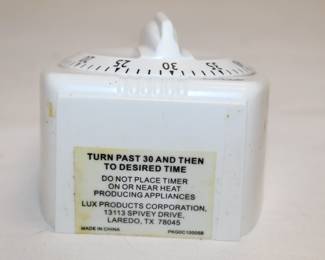 20 25 30 35
TURN PAST 30 AND THEN
TO DESIRED TIME
DO NOT PLACE TIMER
ON OR NEAR HEAT
PRODUCING APPLIANCES
LUX PRODUCTS CORPORATION,
13113 SPIVEY DRIVE,
LAREDO, TX 78045
MADE IN CHINA